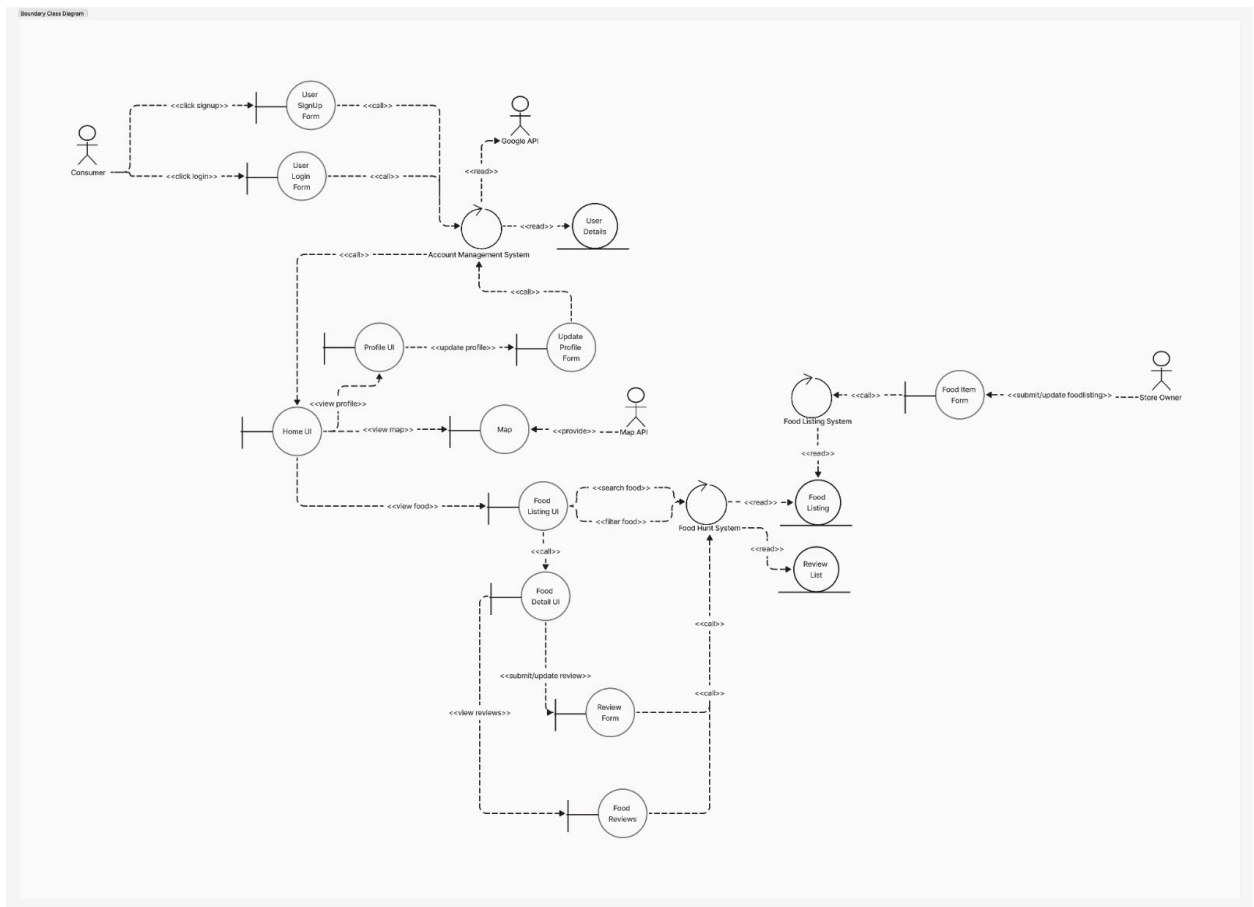 Boundary Class Diagram
User
SignUp
Form
<<click signup>>
<<call>>
Google API
Consumer
<<click login>>
User
Login
Form
<<call>>
<<read>>
User
Details
<<read>>
Account Management System
<<call>>
<<call>>
Profile UI
<<update profile>>
Update
Profile
Form
<<view profile>>
Home UI
<<view map>>
Map
<<provide>>
Map API
Food Listing System
<<call>>
Food Item
Form
<<submit/update foodlisting>>
Store Owner
<<read>>
<<view food>>
Food
Listing UI
<<search food>>
<<filter food>>
Food Hunt System
<<read>>
Food
Listing
<<call>>
<<read>>
Review
List
Food
Detail UI
<<call>>
<<submit/update review>>
<<call>>
<<view reviews>>
Review
Form
Food
Reviews